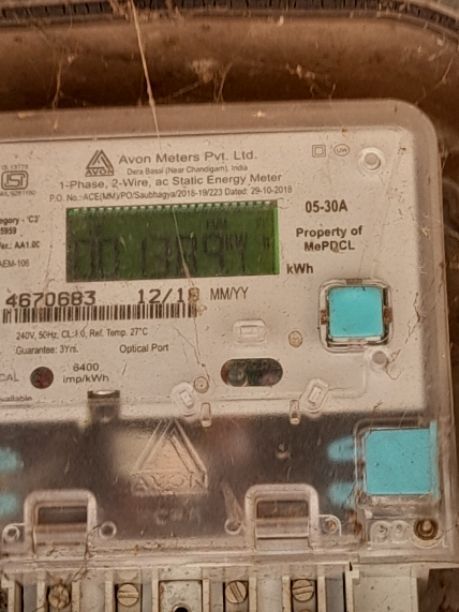 AVON
Avon Meters Pvt. Ltd.
Dera Bassi (Near Chandigarh), India
1-Phase, 2-Wire, ac Static Energy Meter
P.O. No.:ACE(MM)/PO/Saubhagya/2018-19/223 Dated: 29-10-2018
05-30A
Property of
MePDCL
kWh
4670683 12/18 MM/YY
240V, 50Hz, CL:1.0, Ref. Temp. 27°C
Guarantee: 3Yrs. Optical Port
6400
imp/kWh
AVON